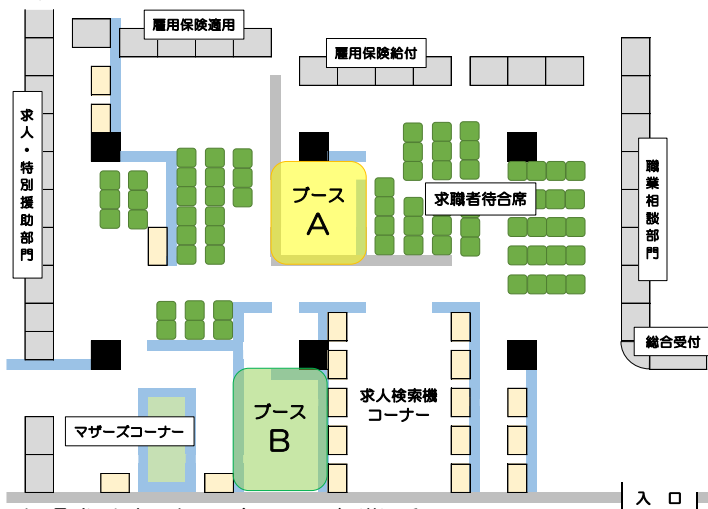 雇用保険適用
雇用保険給付
求人・特別援助部門
ブース
A
求職者待合席
職業相談部門
総合受付
ブース
B
求人検索機
コーナー
マザーズコーナー
入 口